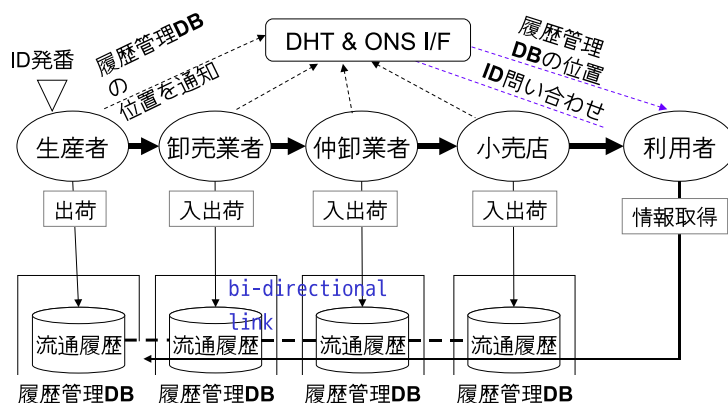 DHT & ONS I/F
ID発番
履歴管理DB
の
位置を通知
履歴管理
DBの位置
ID問い合わせ
生産者
卸売業者
仲卸業者
小売店
利用者
出荷
入出荷
入出荷
入出荷
情報取得
bi-directional
link
流通履歴
流通履歴
流通履歴
流通履歴
履歴管理DB
履歴管理DB
履歴管理DB
履歴管理DB